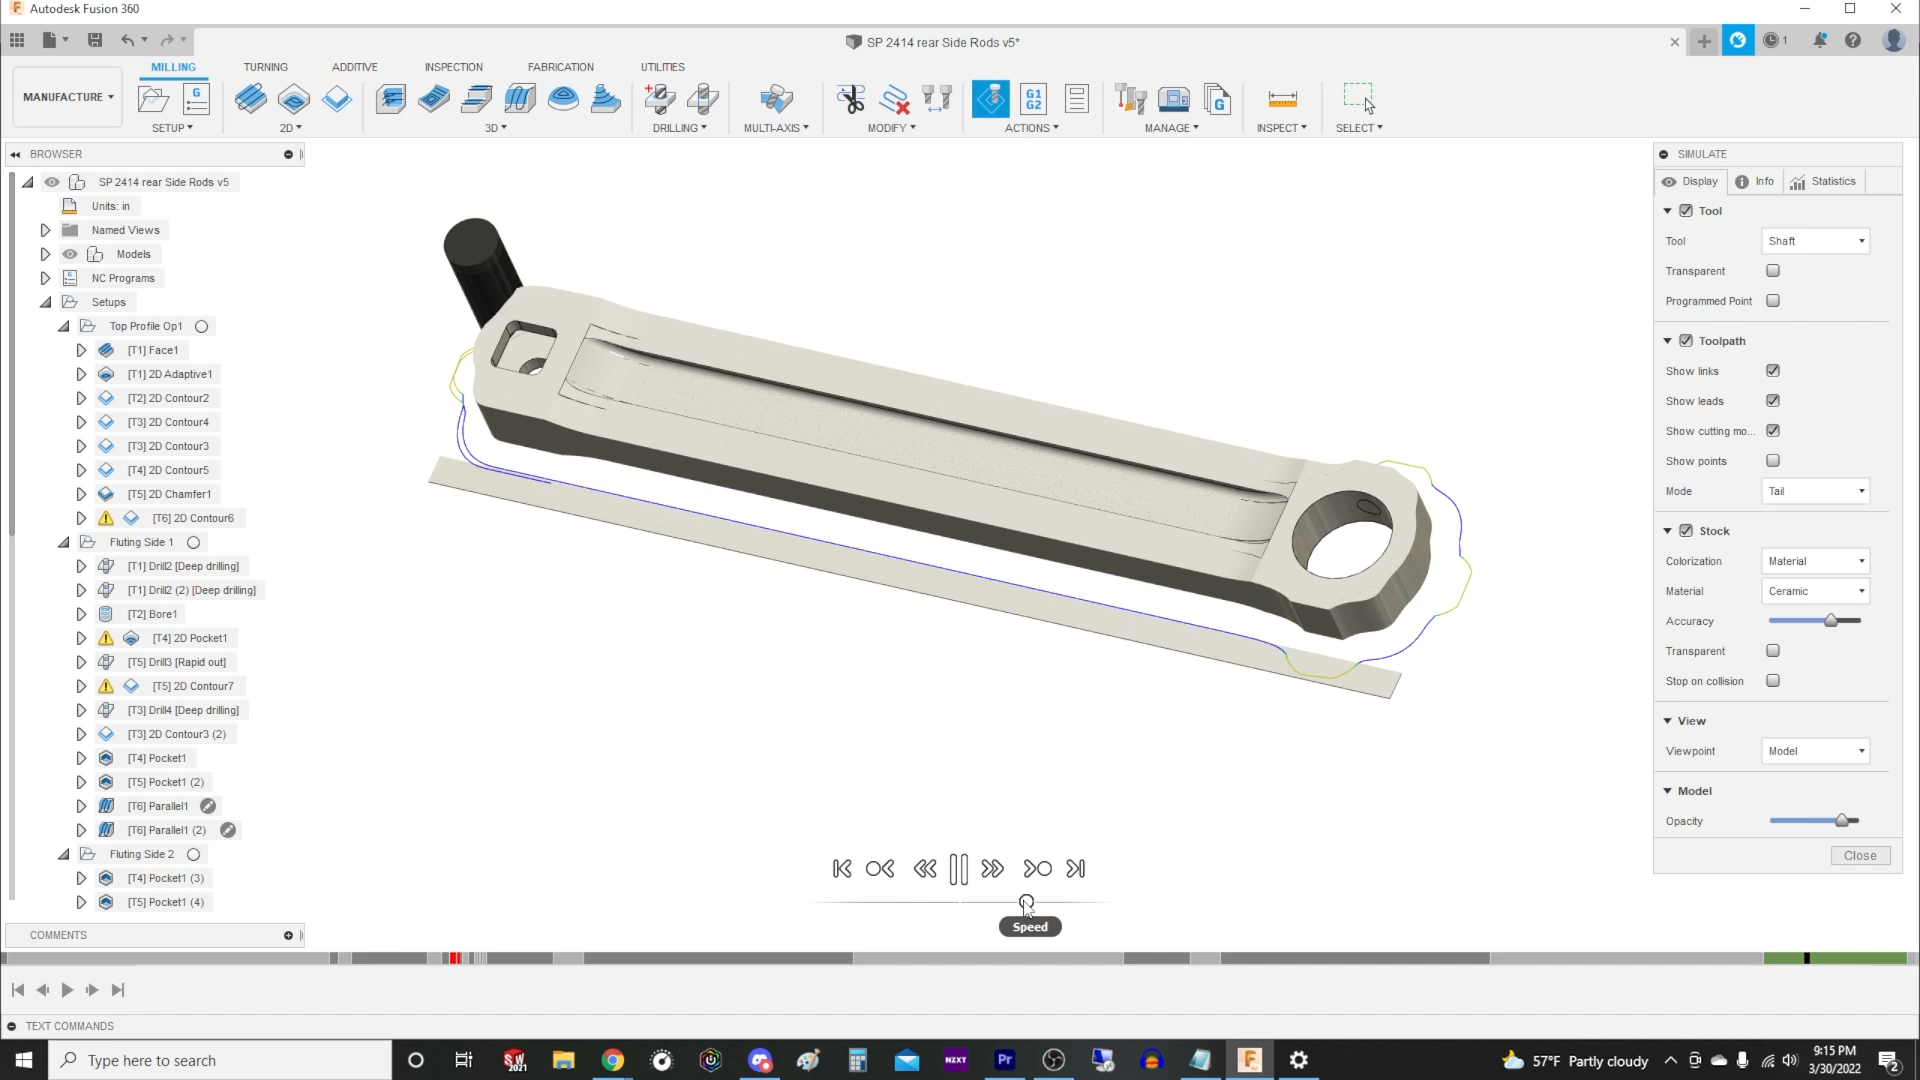 Autodesk Fusion 360
SP 2414 rear Side Rods v5*
1
MILLING
TURNING
ADDITIVE
INSPECTION
FABRICATION
UTILITIES
MANUFACTURE
G
G1
G2
G
SETUP
2D
3D
DRILLING
MULTI-AXIS
MODIFY
ACTIONS
MANAGE
INSPECT
SELECT
BROWSER
SP 2414 rear Side Rods v5
Units: in
Named Views
Models
NC Programs
Setups
Top Profile Op1
[T1] Face1
[T1] 2D Adaptive1
[T2] 2D Contour2
[T3] 2D Contour4
[T3] 2D Contour3
[T4] 2D Contour5
[T5] 2D Chamfer1
[T6] 2D Contour6
Fluting Side 1
[T1] Drill2 [Deep drilling]
[T1] Drill2 (2) [Deep drilling]
[T2] Bore1
[T4] 2D Pocket1
[T5] Drill3 [Rapid out]
[T5] 2D Contour7
[T3] Drill4 [Deep drilling]
[T3] 2D Contour3 (2)
[T4] Pocket1
[T5] Pocket1 (2)
[T6] Parallel1
[T6] Parallel1 (2)
Fluting Side 2
[T4] Pocket1 (3)
[T5] Pocket1 (4)
COMMENTS
TEXT COMMANDS
Speed
SIMULATE
Display
Info
Statistics
Tool
Tool Shaft
Transparent
Programmed Point
Toolpath
Show links
Show leads
Show cutting mo...
Show points
Mode Tail
Stock
Colorization Material
Material Ceramic
Accuracy
Transparent
Stop on collision
View
Viewpoint Model
Model
Opacity
Close
Type here to search
SW
2021
NZXT
Pr
F
57°F Partly cloudy
9:15 PM
3/30/2022
2